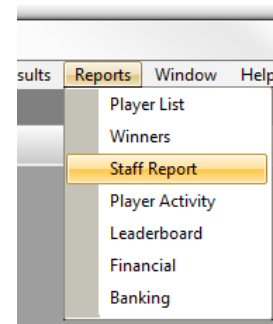 sults Reports Window Help
Player List
Winners
Staff Report
Player Activity
Leaderboard
Financial
Banking